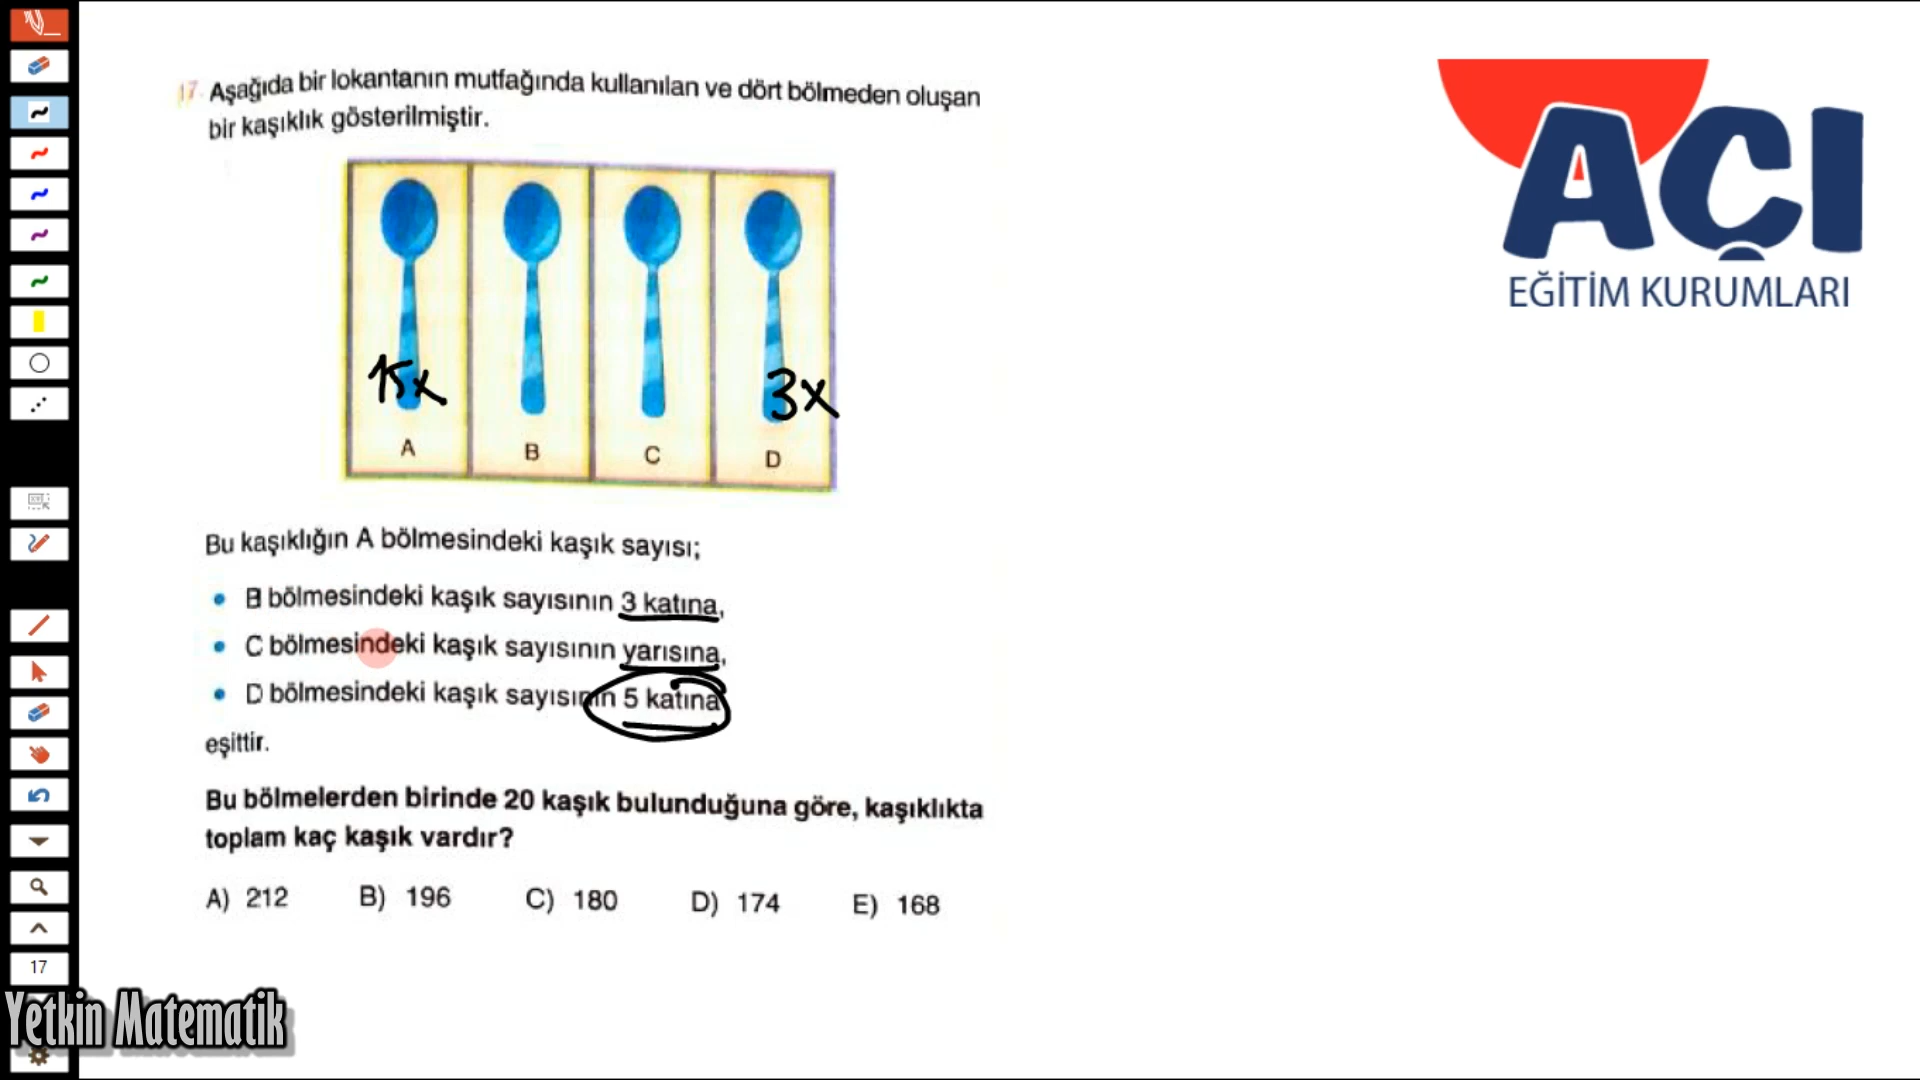 17. Aşağıda bir lokantanın mutfağında kullanılan ve dört bölmeden oluşan
bir kaşıklık gösterilmiştir.
15x
3x
A
B
C
D
Bu kaşıklığın A bölmesindeki kaşık sayısı;
• B bölmesindeki kaşık sayısının 3 katına,
• C bölmesindeki kaşık sayısının yarısına,
• D bölmesindeki kaşık sayısının 5 katına
eşittir.
Bu bölmelerden birinde 20 kaşık bulunduğuna göre, kaşıklıkta
toplam kaç kaşık vardır?
A) 212 B) 196 C) 180 D) 174 E) 168
AÇI
EĞİTİM KURUMLARI
17
Yetkin Matematik